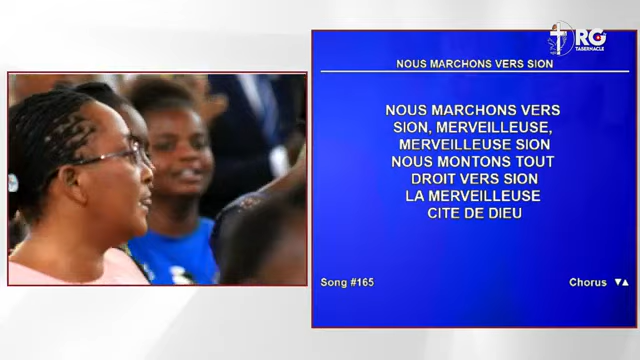 RG
TABERNACLE
NOUS MARCHONS VERS SION
NOUS MARCHONS VERS
SION, MERVEILLEUSE,
MERVEILLEUSE SION
NOUS MONTONS TOUT
DROIT VERS SION
LA MERVEILLEUSE
CITE DE DIEU
Song #165
Chorus